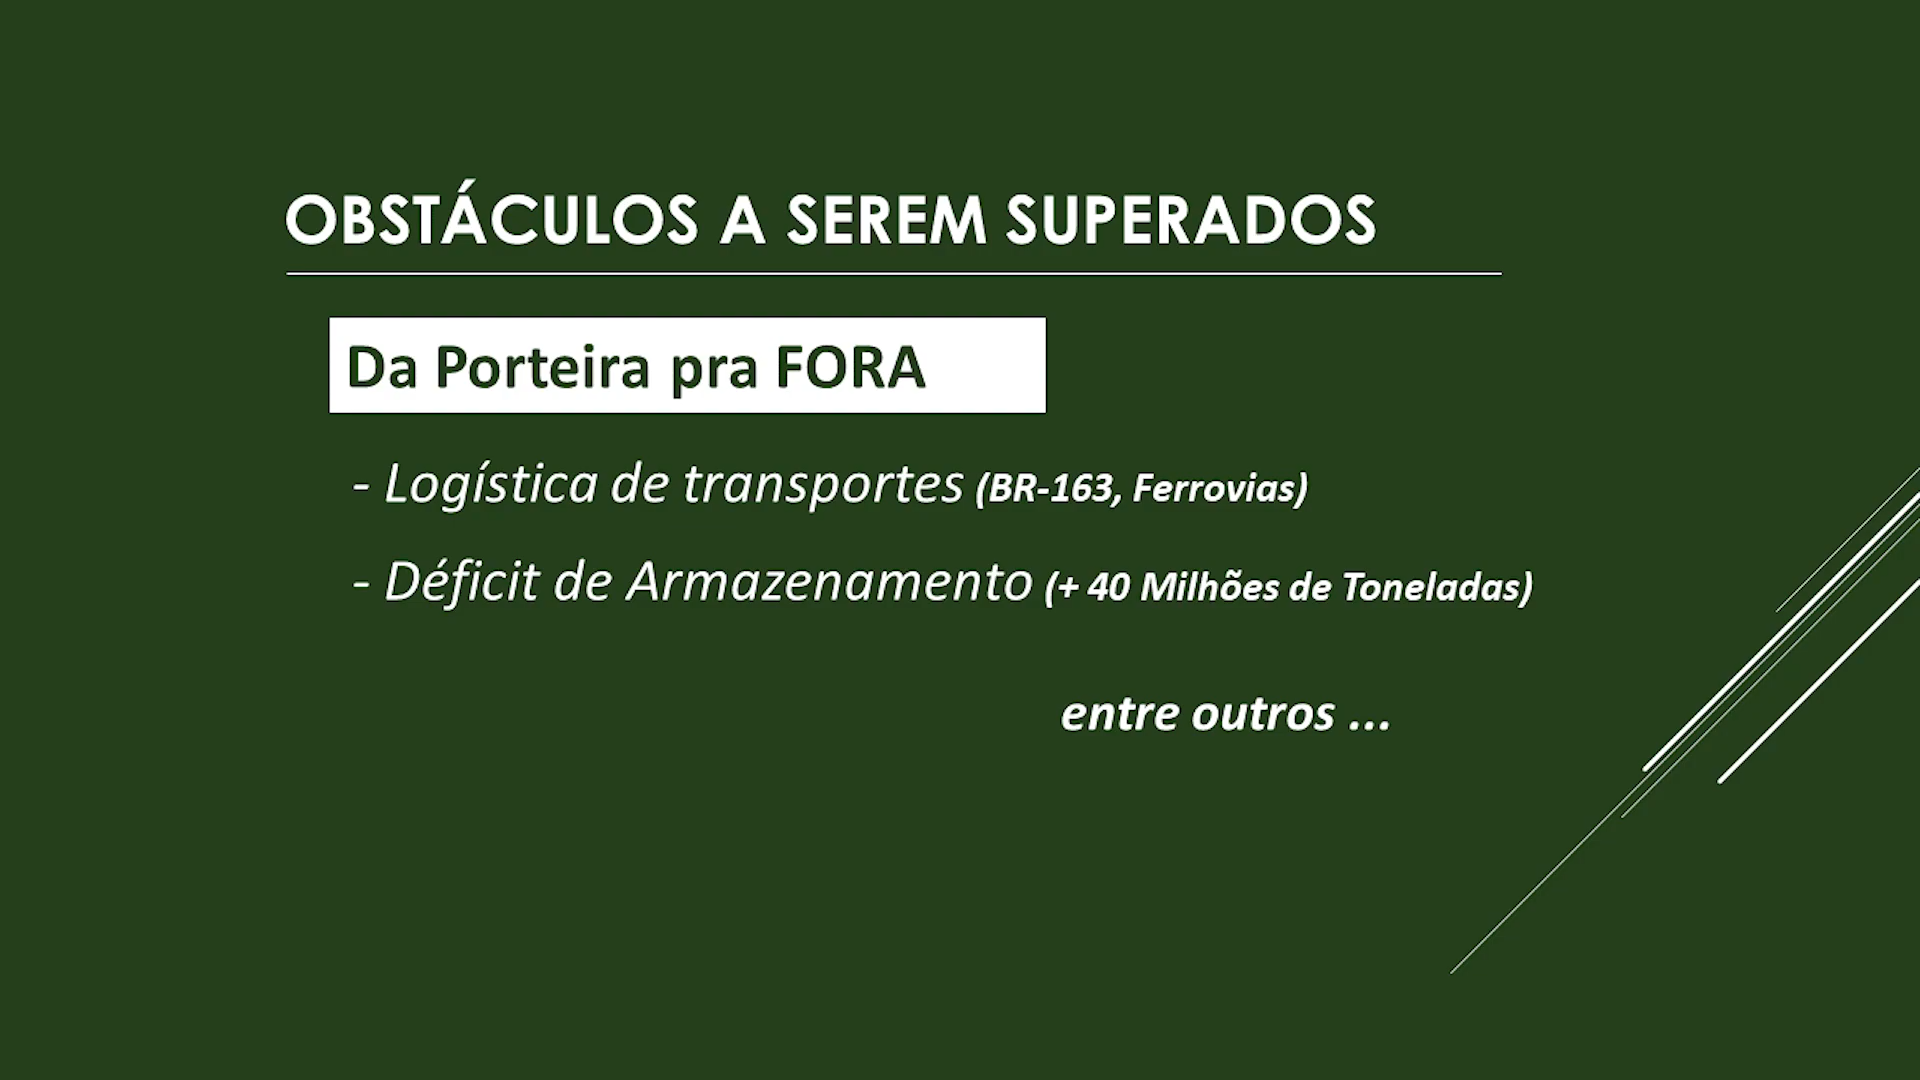 OBSTÁCULOS A SEREM SUPERADOS
Da Porteira pra FORA
- Logística de transportes (BR-163, Ferrovias)
- Déficit de Armazenamento (+ 40 Milhões de Toneladas)
entre outros ...